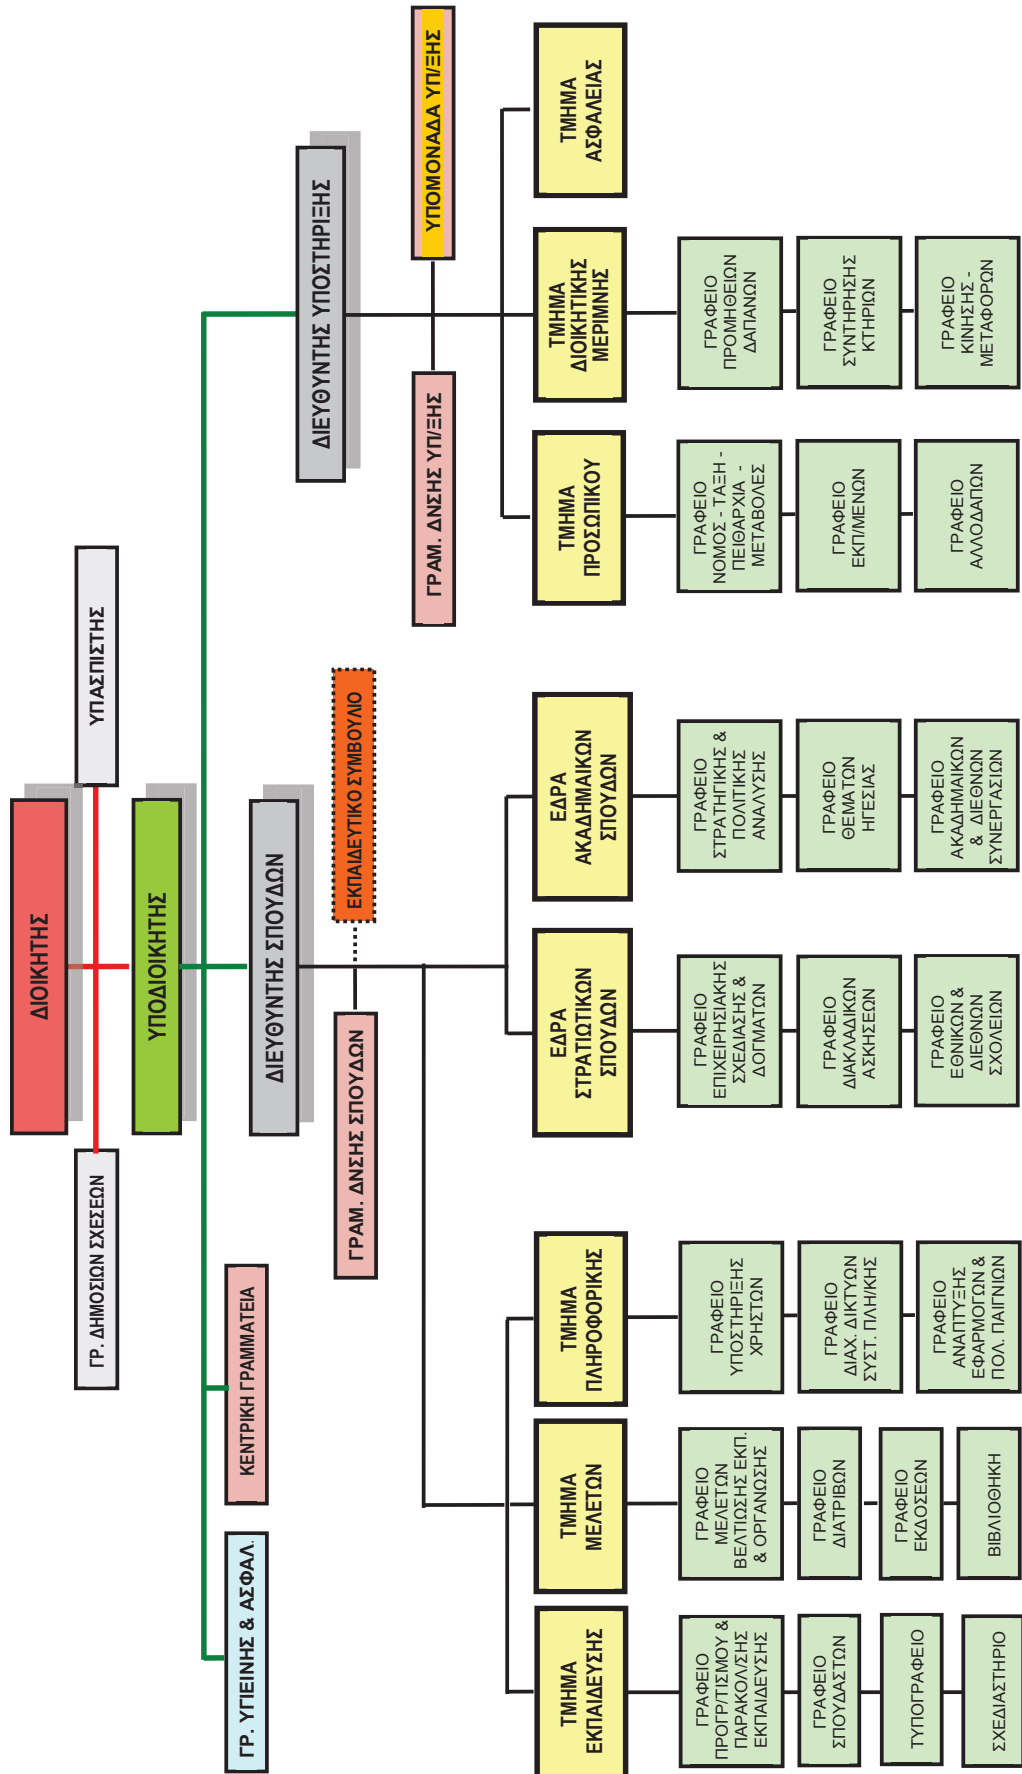 ΔΙΟΙΚΗΤΗΣ
ΓΡ. ΔΗΜΟΣΙΩΝ ΣΧΕΣΕΩΝ
ΥΠΑΣΠΙΣΤΗΣ
ΥΠΟΔΙΟΙΚΗΤΗΣ
ΓΡ. ΥΓΙΕΙΝΗΣ & ΑΣΦΑΛ.
ΚΕΝΤΡΙΚΗ ΓΡΑΜΜΑΤΕΙΑ
ΔΙΕΥΘΥΝΤΗΣ ΣΠΟΥΔΩΝ
ΔΙΕΥΘΥΝΤΗΣ ΥΠΟΣΤΗΡΙΞΗΣ
ΓΡΑΜ. ΔΝΣΗΣ ΣΠΟΥΔΩΝ
ΕΚΠΑΙΔΕΥΤΙΚΟ ΣΥΜΒΟΥΛΙΟ
ΓΡΑΜ. ΔΝΣΗΣ ΥΠ/ΞΗΣ
ΥΠΟΜΟΝΑΔΑ ΥΠ/ΞΗΣ
ΤΜΗΜΑ
ΕΚΠΑΙΔΕΥΣΗΣ
ΤΜΗΜΑ
ΜΕΛΕΤΩΝ
ΤΜΗΜΑ
ΠΛΗΡΟΦΟΡΙΚΗΣ
ΕΔΡΑ
ΣΤΡΑΤΙΩΤΙΚΩΝ
ΣΠΟΥΔΩΝ
ΕΔΡΑ
ΑΚΑΔΗΜΑΙΚΩΝ
ΣΠΟΥΔΩΝ
ΤΜΗΜΑ
ΠΡΟΣΩΠΙΚΟΥ
ΤΜΗΜΑ
ΔΙΟΙΚΗΤΙΚΗΣ
ΜΕΡΙΜΝΗΣ
ΤΜΗΜΑ
ΑΣΦΑΛΕΙΑΣ
ΓΡΑΦΕΙΟ
ΠΡΟΓΡ/ΤΙΣΜΟΥ &
ΠΑΡΑΚΟΛ/ΣΗΣ
ΕΚΠΑΙΔΕΥΣΗΣ
ΓΡΑΦΕΙΟ
ΜΕΛΕΤΩΝ
ΒΕΛΤΙΩΣΗΣ ΕΚΠ.
& ΟΡΓΑΝΩΣΗΣ
ΓΡΑΦΕΙΟ
ΥΠΟΣΤΗΡΙΞΗΣ
ΧΡΗΣΤΩΝ
ΓΡΑΦΕΙΟ
ΕΠΙΧΕΙΡΗΣΙΑΚΗΣ
ΣΧΕΔΙΑΣΗΣ &
ΔΟΓΜΑΤΩΝ
ΓΡΑΦΕΙΟ
ΣΤΡΑΤΗΓΙΚΗΣ &
ΠΟΛΙΤΙΚΗΣ
ΑΝΑΛΥΣΗΣ
ΓΡΑΦΕΙΟ
ΝΟΜΟΣ - ΤΑΞΗ -
ΠΕΙΘΑΡΧΙΑ -
ΜΕΤΑΒΟΛΕΣ
ΓΡΑΦΕΙΟ
ΠΡΟΜΗΘΕΙΩΝ
ΔΑΠΑΝΩΝ
ΓΡΑΦΕΙΟ
ΣΠΟΥΔΑΣΤΩΝ
ΓΡΑΦΕΙΟ
ΔΙΑΤΡΙΒΩΝ
ΓΡΑΦΕΙΟ
ΔΙΑΧ. ΔΙΚΤΥΩΝ
ΣΥΣΤ. ΠΛΗ/ΚΗΣ
ΓΡΑΦΕΙΟ
ΔΙΑΚΛΑΔΙΚΩΝ
ΑΣΚΗΣΕΩΝ
ΓΡΑΦΕΙΟ
ΘΕΜΑΤΩΝ
ΗΓΕΣΙΑΣ
ΓΡΑΦΕΙΟ
ΕΚΠ/ΜΕΝΩΝ
ΓΡΑΦΕΙΟ
ΣΥΝΤΗΡΗΣΗΣ
ΚΤΗΡΙΩΝ
ΤΥΠΟΓΡΑΦΕΙΟ
ΓΡΑΦΕΙΟ
ΕΚΔΟΣΕΩΝ
ΓΡΑΦΕΙΟ
ΑΝΑΠΤΥΞΗΣ
ΕΦΑΡΜΟΓΩΝ &
ΠΟΛ. ΠΑΙΓΝΙΩΝ
ΓΡΑΦΕΙΟ
ΕΘΝΙΚΩΝ &
ΔΙΕΘΝΩΝ
ΣΧΟΛΕΙΩΝ
ΓΡΑΦΕΙΟ
ΑΚΑΔΗΜΑΙΚΩΝ
& ΔΙΕΘΝΩΝ
ΣΥΝΕΡΓΑΣΙΩΝ
ΓΡΑΦΕΙΟ
ΑΛΛΟΔΑΠΩΝ
ΓΡΑΦΕΙΟ
ΚΙΝΗΣΗΣ -
ΜΕΤΑΦΟΡΩΝ
ΣΧΕΔΙΑΣΤΗΡΙΟ
ΒΙΒΛΙΟΘΗΚΗ